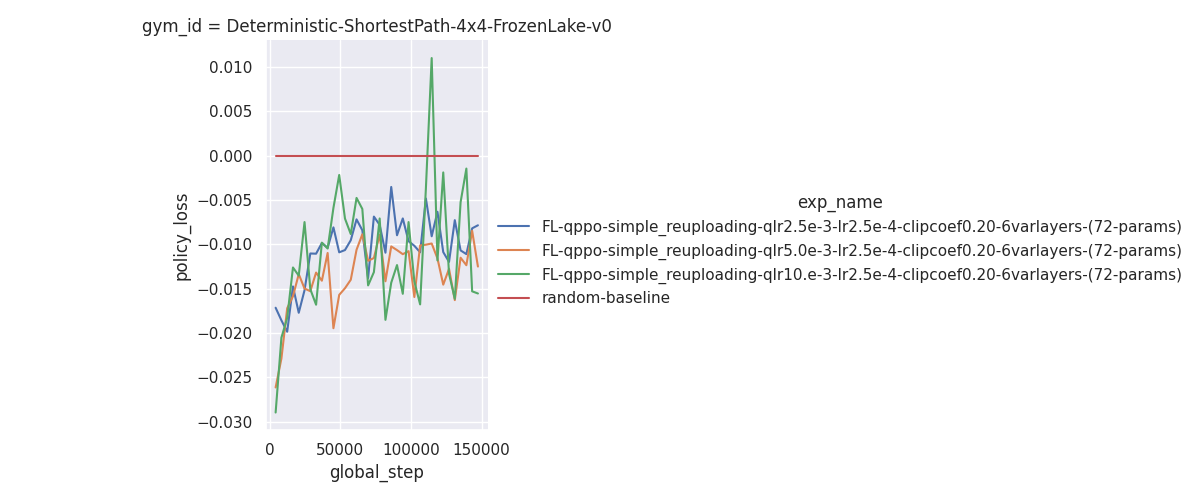 gym_id = Deterministic-ShortestPath-4x4-FrozenLake-v0
0.010
0.005
0.000
−0.005
−0.010
−0.015
−0.020
−0.025
−0.030
policy_loss
0
50000
100000
150000
global_step
exp_name
FL-qppo-simple_reuploading-qlr2.5e-3-lr2.5e-4-clipcoef0.20-6varlayers-(72-params)
FL-qppo-simple_reuploading-qlr5.0e-3-lr2.5e-4-clipcoef0.20-6varlayers-(72-params)
FL-qppo-simple_reuploading-qlr10.e-3-lr2.5e-4-clipcoef0.20-6varlayers-(72-params)
random-baseline